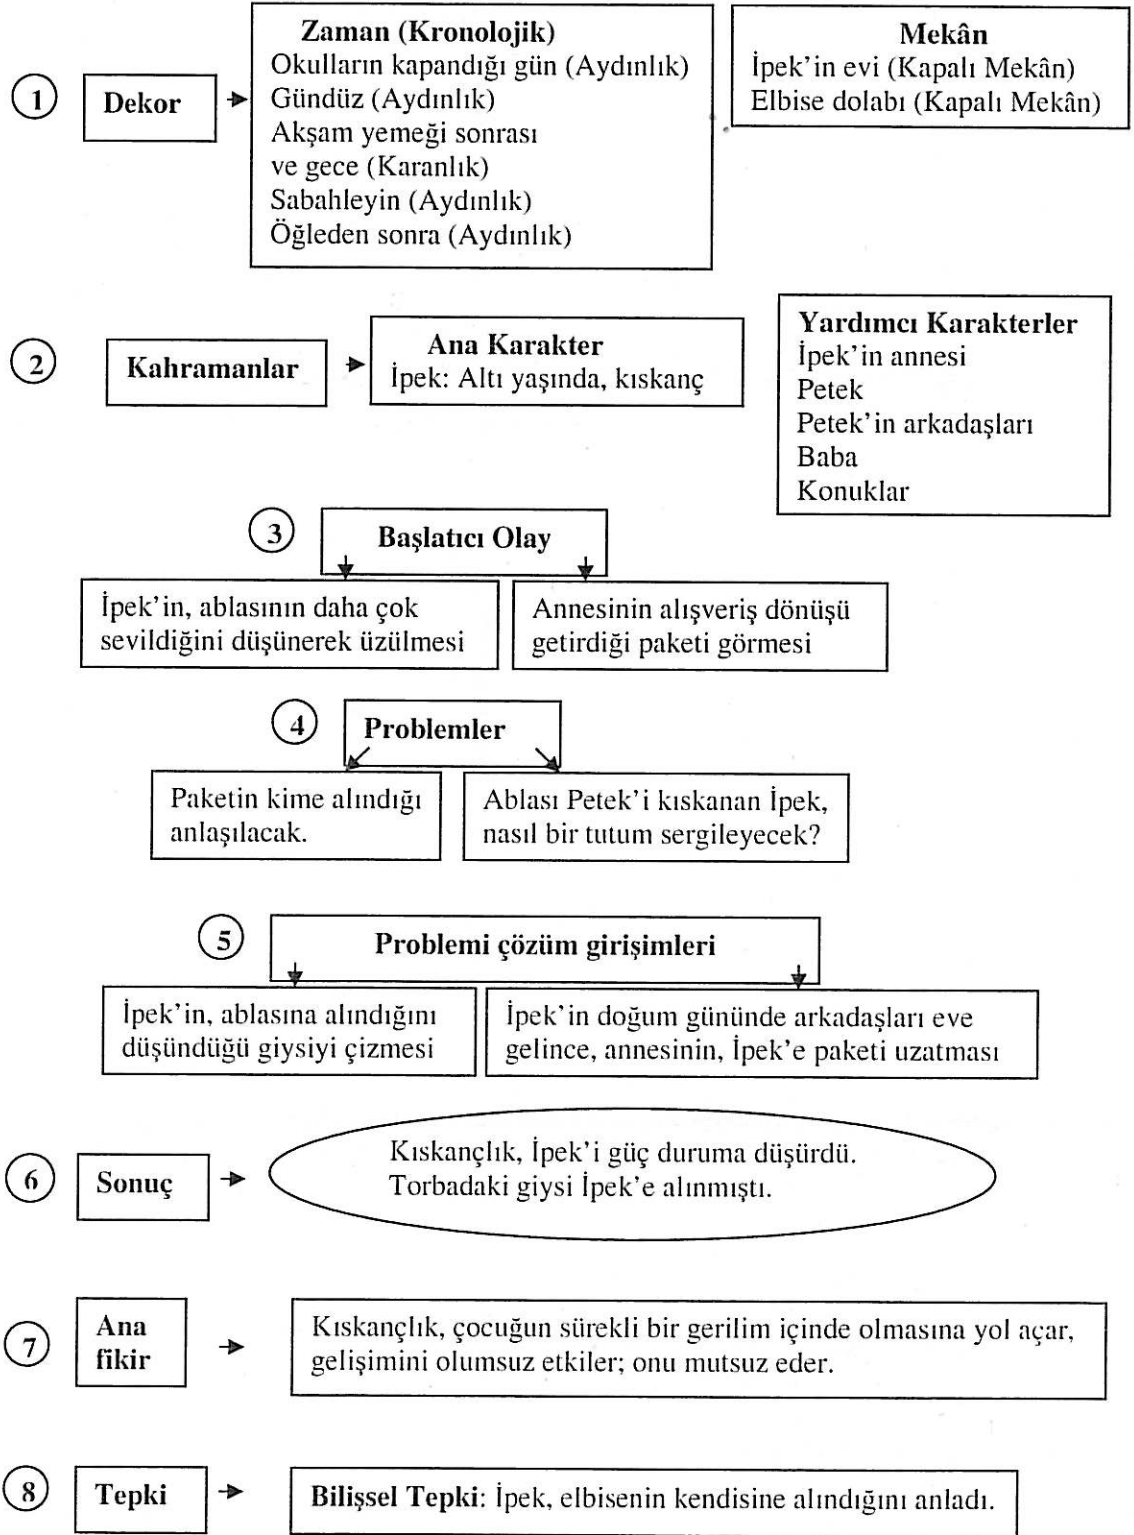 1
Dekor
Zaman (Kronolojik)
Okulların kapandığı gün (Aydınlık)
Gündüz (Aydınlık)
Akşam yemeği sonrası
ve gece (Karanlık)
Sabahleyin (Aydınlık)
Öğleden sonra (Aydınlık)
Mekân
İpek'in evi (Kapalı Mekân)
Elbise dolabı (Kapalı Mekân)
2
Kahramanlar
Ana Karakter
İpek: Altı yaşında, kıskanç
Yardımcı Karakterler
İpek'in annesi
Petek
Petek'in arkadaşları
Baba
Konuklar
3
Başlatıcı Olay
İpek'in, ablasının daha çok
sevildiğini düşünerek üzülmesi
Annesinin alışveriş dönüşü
getirdiği paketi görmesi
4
Problemler
Paketin kime alındığı
anlaşılacak.
Ablası Petek'i kıskanan İpek,
nasıl bir tutum sergileyecek?
5
Problemi çözüm girişimleri
İpek'in, ablasına alındığını
düşündüğü giysiyi çizmesi
İpek'in doğum gününde arkadaşları eve
gelince, annesinin, İpek'e paketi uzatması
6
Sonuç
Kıskançlık, İpek'i güç duruma düşürdü.
Torbadaki giysi İpek'e alınmıştı.
7
Ana
fikir
Kıskançlık, çocuğun sürekli bir gerilim içinde olmasına yol açar,
gelişimini olumsuz etkiler; onu mutsuz eder.
8
Tepki
Bilişsel Tepki: İpek, elbisenin kendisine alındığını anladı.